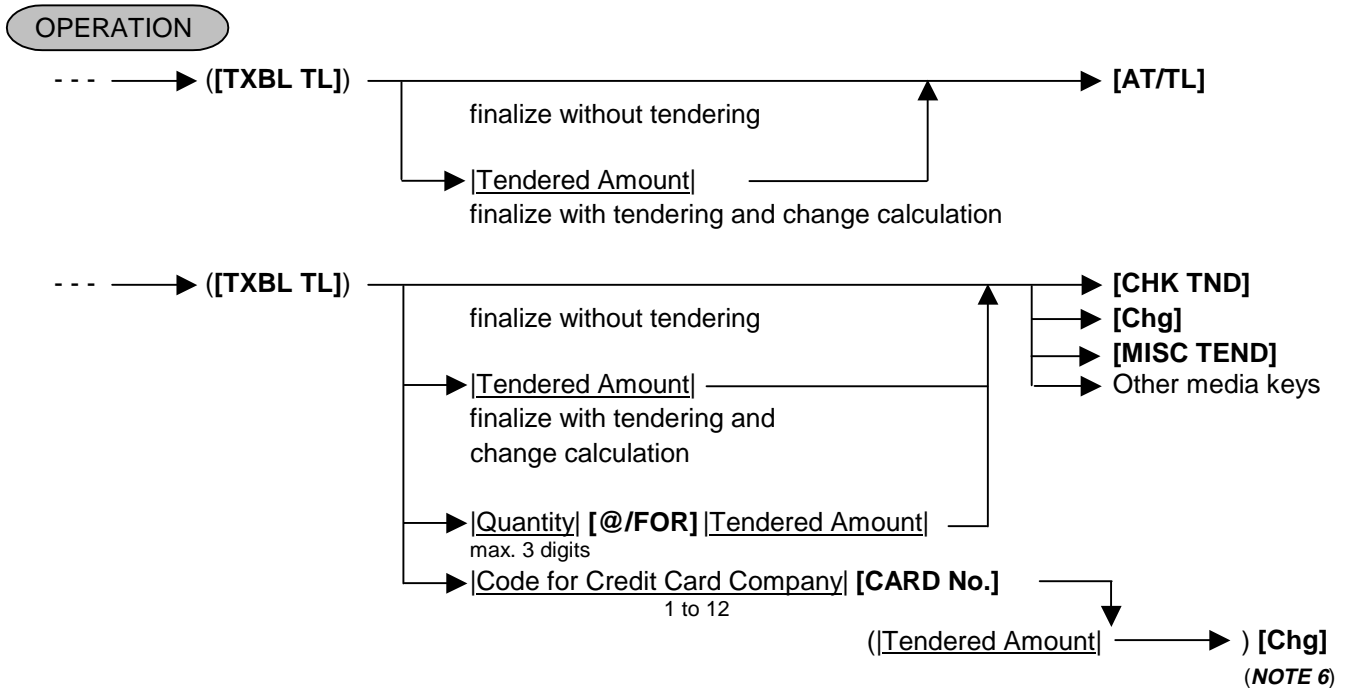 OPERATION
- - - ([TXBL TL]) [AT/TL]
finalize without tendering
|Tendered Amount|
finalize with tendering and change calculation
- - - ([TXBL TL]) [CHK TND]
finalize without tendering [Chg]
[MISC TEND]
|Tendered Amount| Other media keys
finalize with tendering and
change calculation
|Quantity| [@/FOR] |Tendered Amount|
max. 3 digits
|Code for Credit Card Company| [CARD No.]
1 to 12
(|Tendered Amount| ) [Chg]
(NOTE 6)